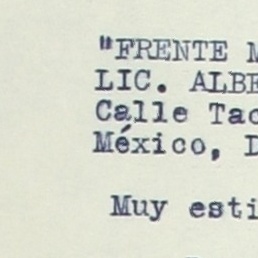 "FRENTE M
LIC. ALBE
Calle Tac
México, D
Muy esti